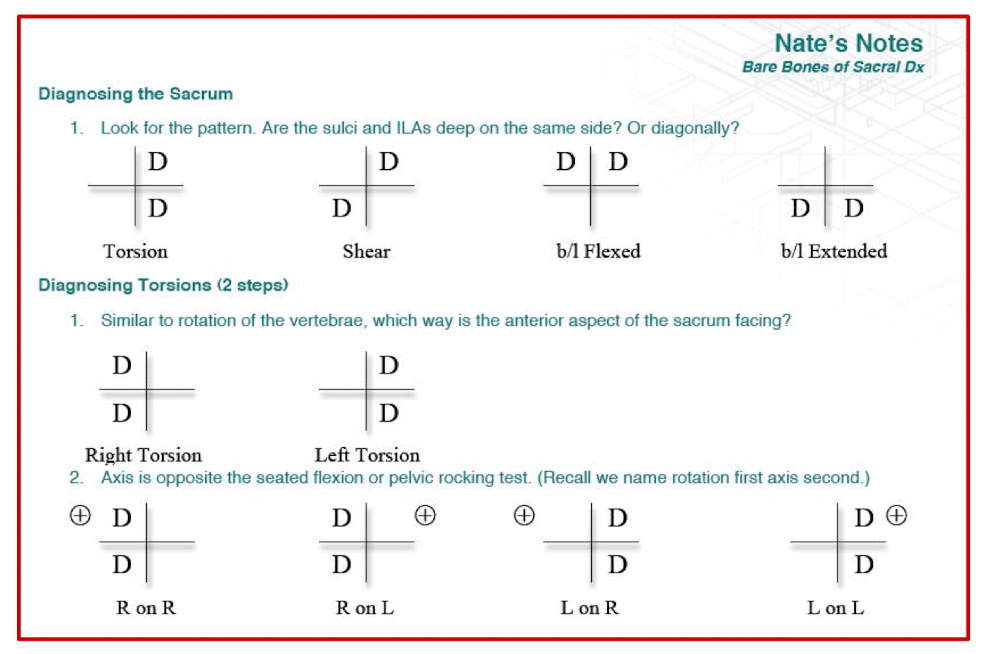 Nate's Notes
Bare Bones of Sacral Dx
Diagnosing the Sacrum
1. Look for the pattern. Are the sulci and ILAs deep on the same side? Or diagonally?
D D D D
D D D D
Torsion Shear b/l Flexed b/l Extended
Diagnosing Torsions (2 steps)
1. Similar to rotation of the vertebrae, which way is the anterior aspect of the sacrum facing?
D D
D D
Right Torsion Left Torsion
2. Axis is opposite the seated flexion or pelvic rocking test. (Recall we name rotation first axis second.)
⊕ D D ⊕ ⊕ D D ⊕
D D D D
R on R R on L L on R L on L